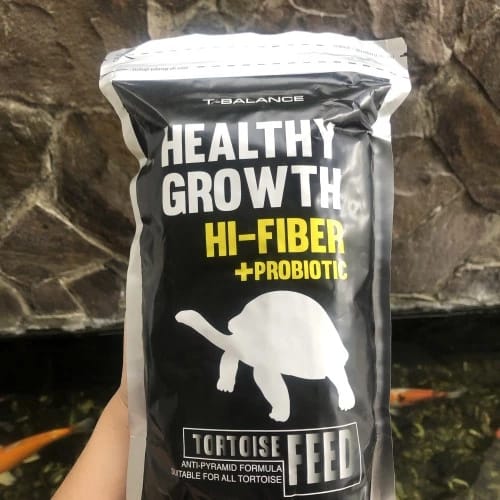 T-BALANCE
HEALTHY
GROWTH
HI-FIBER
+PROBIOTIC
TORTOISE FEED
ANTI-PYRAMID FORMULA
SUITABLE FOR ALL TORTOISE